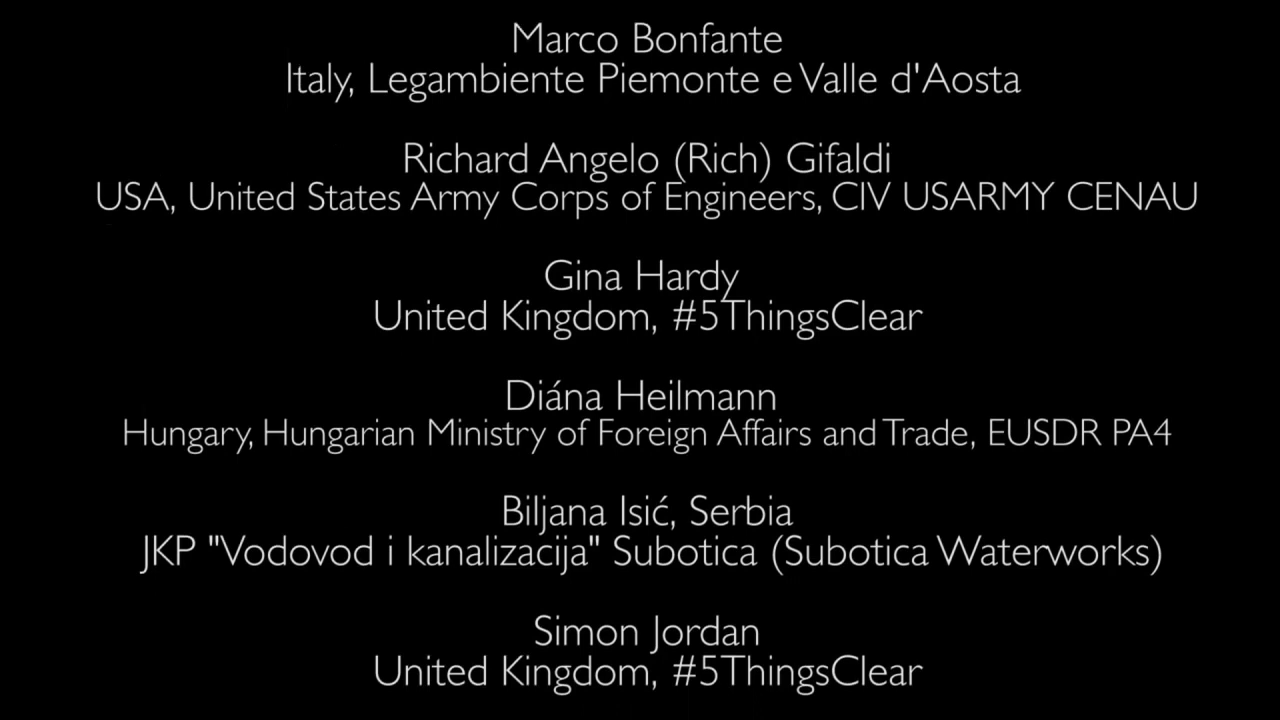 Marco Bonfante
Italy, Legambiente Piemonte e Valle d'Aosta
Richard Angelo (Rich) Gifaldi
USA, United States Army Corps of Engineers, CIV USARMY CENAU
Gina Hardy
United Kingdom, #5ThingsClear
Diána Heilmann
Hungary, Hungarian Ministry of Foreign Affairs and Trade, EUSDR PA4
Biljana Isić, Serbia
JKP "Vodovod i kanalizacija" Subotica (Subotica Waterworks)
Simon Jordan
United Kingdom, #5ThingsClear